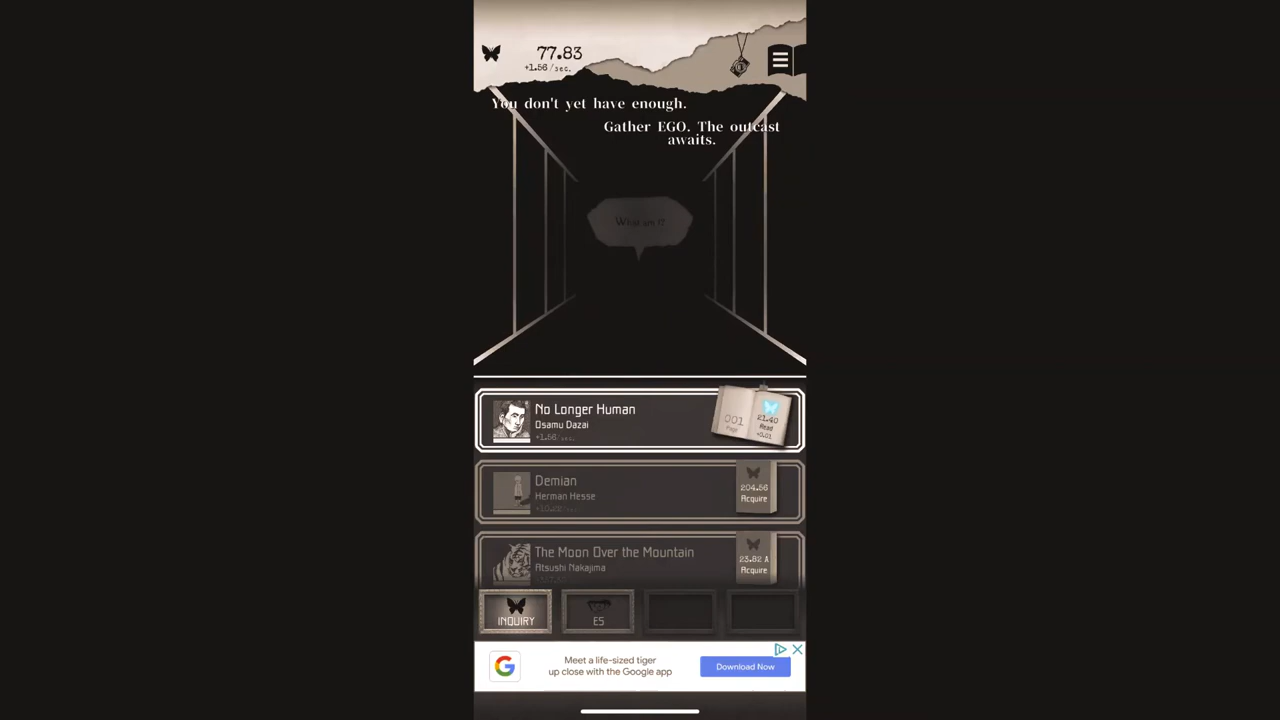 77.83
+1.56/sec.
You don't yet have enough.
Gather EGO. The outcast
awaits.
What am I?
No Longer Human
Osamu Dazai
+1.56/sec.
001
Page
21.40
Read
+0.01
Demian
Herman Hesse
204.56
Acquire
The Moon Over the Mountain
Atsushi Nakajima
23.82 A
Acquire
INQUIRY
ES
Meet a life-sized tiger
up close with the Google app
Download Now